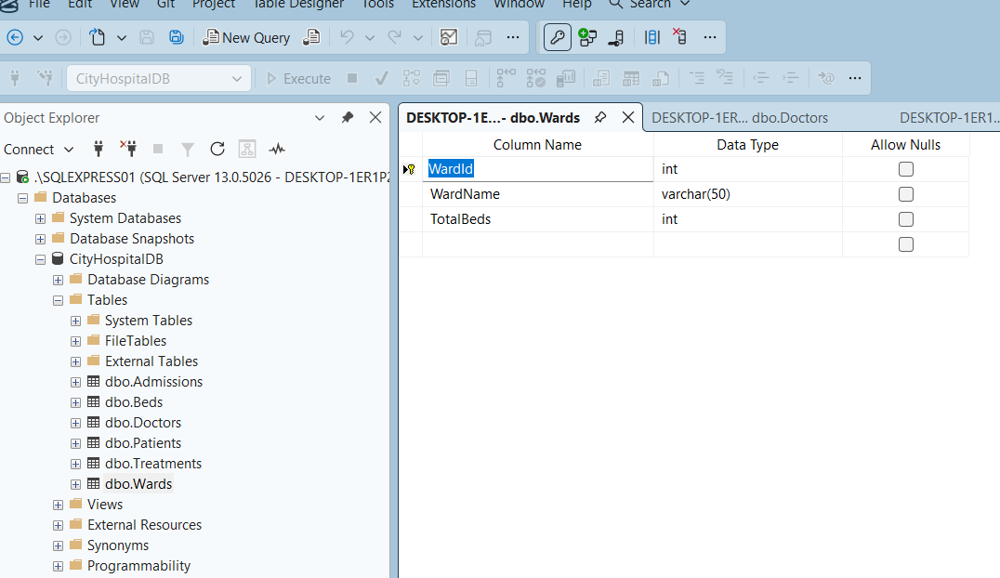 File Edit View Git Project Table Designer Tools Extensions Window Help Search
New Query
CityHospitalDB Execute
Object Explorer
Connect
.\SQLEXPRESS01 (SQL Server 13.0.5026 - DESKTOP-1ER1P2
Databases
System Databases
Database Snapshots
CityHospitalDB
Database Diagrams
Tables
System Tables
FileTables
External Tables
dbo.Admissions
dbo.Beds
dbo.Doctors
dbo.Patients
dbo.Treatments
dbo.Wards
Views
External Resources
Synonyms
Programmability
DESKTOP-1E...- dbo.Wards DESKTOP-1ER... dbo.Doctors DESKTOP-1ER1...
Column Name Data Type Allow Nulls
WardId int
WardName varchar(50)
TotalBeds int